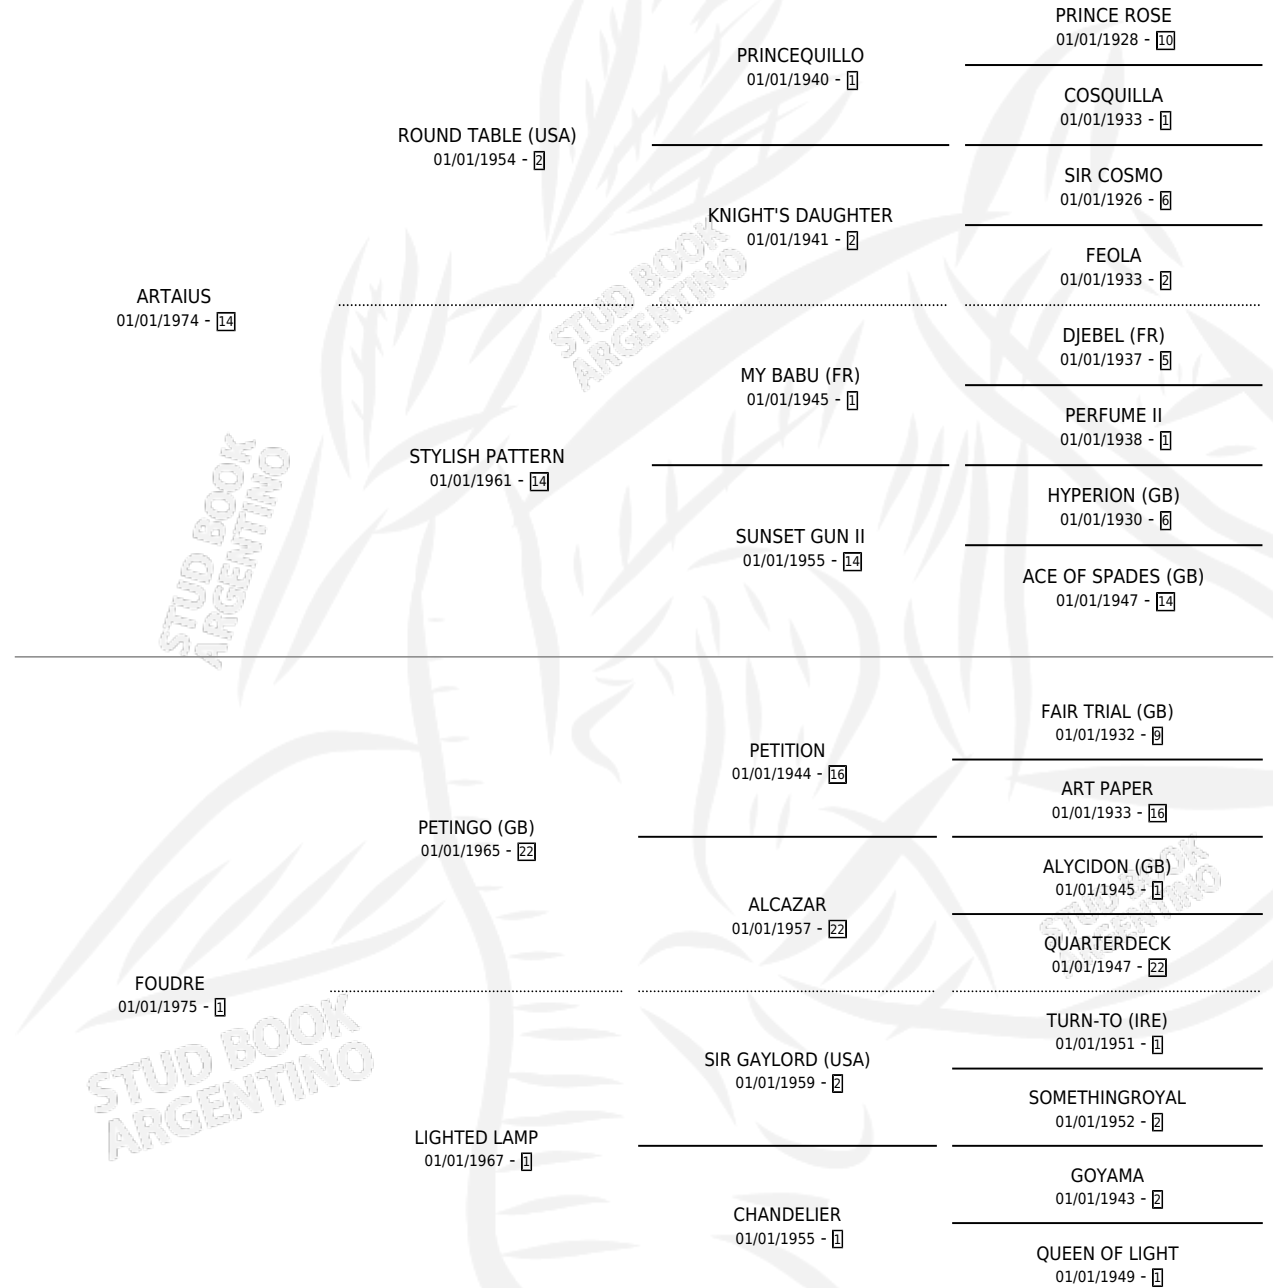 PRINCE ROSE
01/01/1928 - 10
PRINCEQUILLO
01/01/1940 - 1
COSQUILLA
01/01/1933 - 1
ROUND TABLE (USA)
01/01/1954 - 2
SIR COSMO
01/01/1926 - 6
KNIGHT'S DAUGHTER
01/01/1941 - 2
FEOLA
01/01/1933 - 2
ARTAIUS
01/01/1974 - 14
STUD BOOK
ARGENTINO
DJEBEL (FR)
01/01/1937 - 5
MY BABU (FR)
01/01/1945 - 1
PERFUME II
01/01/1938 - 1
STYLISH PATTERN
01/01/1961 - 14
HYPERION (GB)
01/01/1930 - 6
SUNSET GUN II
01/01/1955 - 14
ACE OF SPADES (GB)
01/01/1947 - 14
STUD BOOK
ARGENTINO
FAIR TRIAL (GB)
01/01/1932 - 9
PETITION
01/01/1944 - 16
ART PAPER
01/01/1933 - 16
PETINGO (GB)
01/01/1965 - 22
ALYCIDON (GB)
01/01/1945 - 1
ALCAZAR
01/01/1957 - 22
STUD BOOK
ARGENTINO
QUARTERDECK
01/01/1947 - 22
FOUDRE
01/01/1975 - 1
TURN-TO (IRE)
01/01/1951 - 1
SIR GAYLORD (USA)
01/01/1959 - 2
STUD BOOK
ARGENTINO
SOMETHINGROYAL
01/01/1952 - 2
LIGHTED LAMP
01/01/1967 - 1
GOYAMA
01/01/1943 - 2
CHANDELIER
01/01/1955 - 1
QUEEN OF LIGHT
01/01/1949 - 1